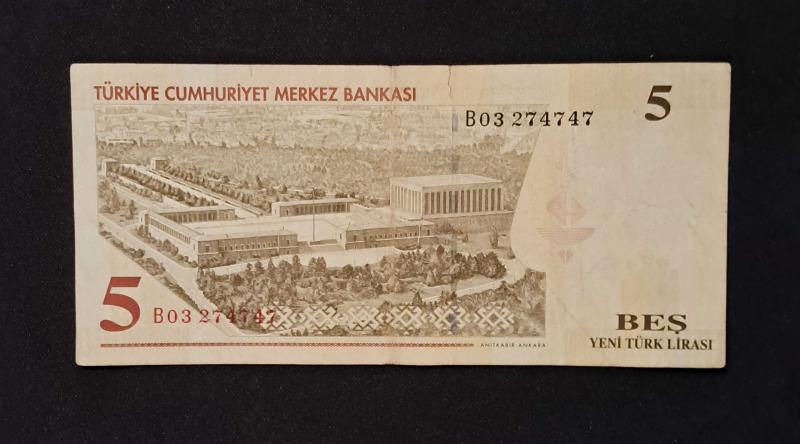 TÜRKİYE CUMHURİYET MERKEZ BANKASI
5
B03 274747
5
B03 274747
BEŞ
YENİ TÜRK LİRASI
ANITKABİR ANKARA